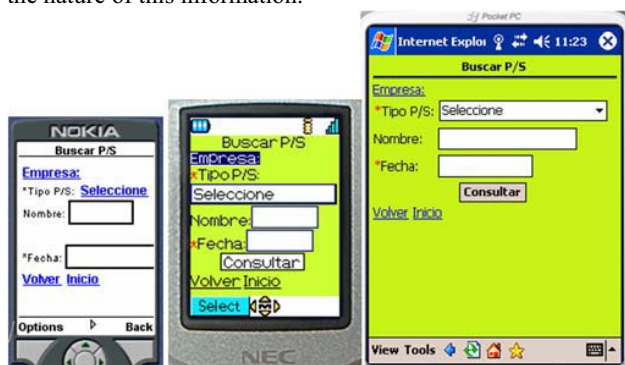 the nature of this information.
NOKIA
Buscar P/S
Empresa:
*Tipo P/S: Seleccione
Nombre:
*Fecha:
Volver Inicio
Options Back
Buscar P/S
Empresa:
*Tipo P/S:
Seleccione
Nombre:
*Fecha:
Consultar
Volver Inicio
Select
NEC
Pocket PC
Internet Explor 11:23
Buscar P/S
Empresa:
*Tipo P/S: Seleccione
Nombre:
*Fecha:
Consultar
Volver Inicio
View Tools